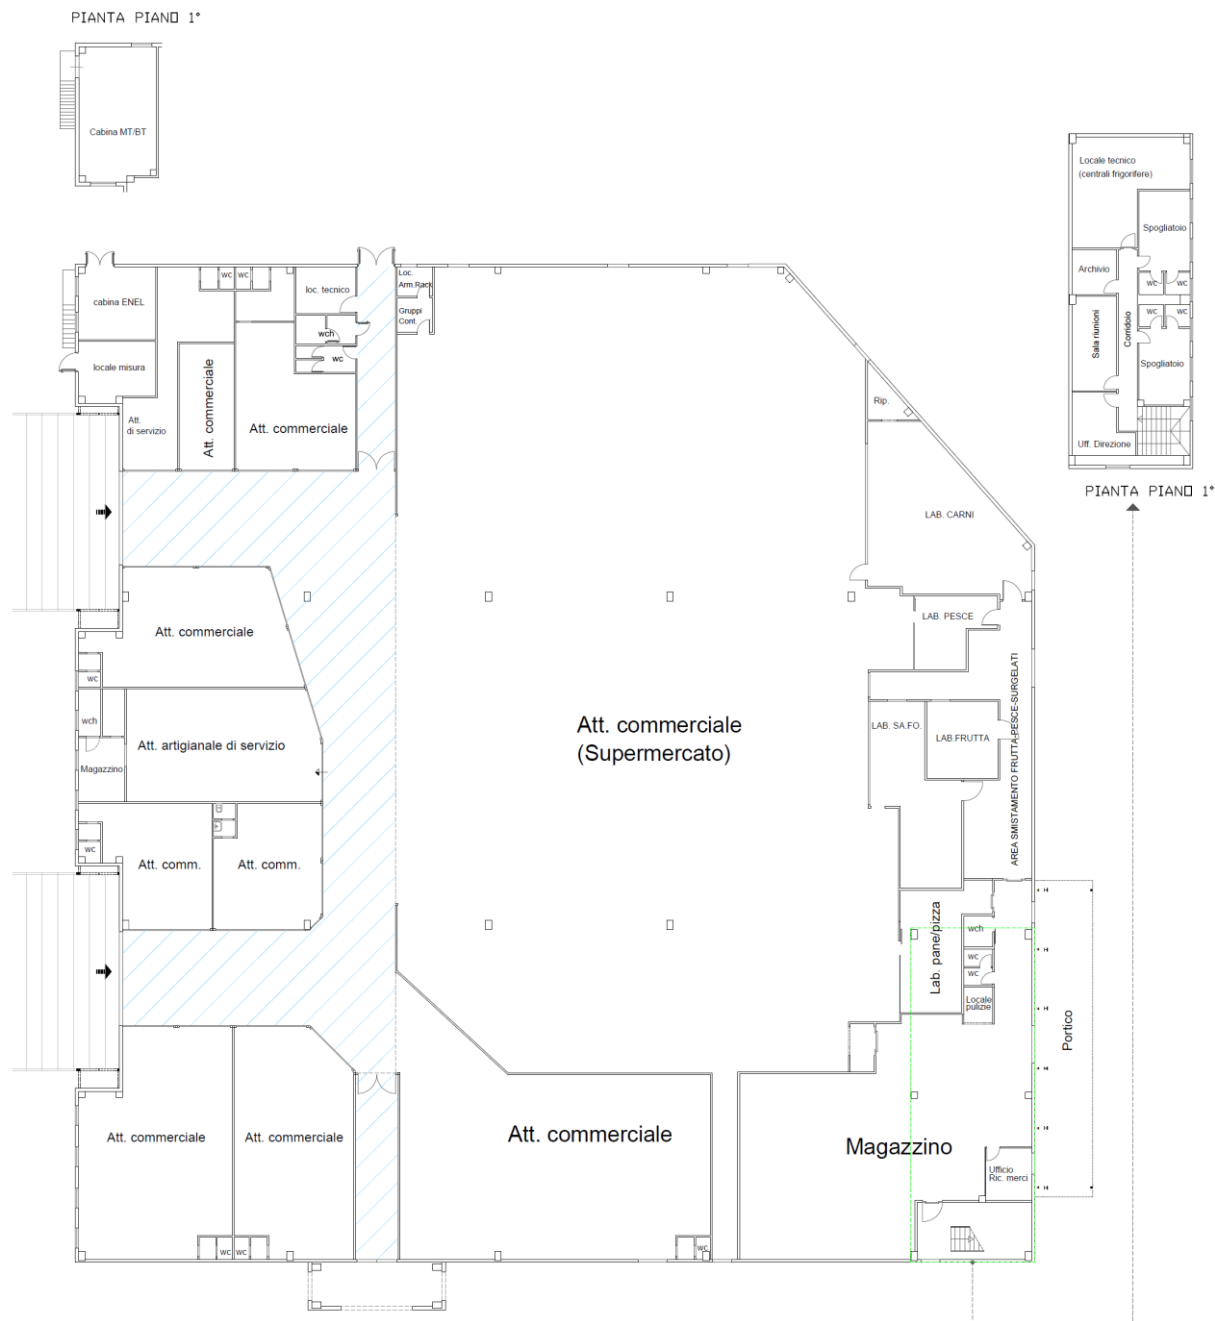 PIANTA PIANO 1°
Cabina MT/BT
Locale tecnico
(centrali frigorifere)
Spogliatoio
Archivio
wc
wc
wc
wc
Sala riunioni
Corridoio
Spogliatoio
Uff. Direzione
PIANTA PIANO 1°
cabina ENEL
locale misura
wc
wc
loc. tecnico
Loc.
Arm.Rack
Gruppi
Cont.
wch
wc
Att.
di servizio
Att. commerciale
Att. commerciale
Rip.
LAB. CARNI
LAB. PESCE
Att. commerciale
wc
wch
Att. artigianale di servizio
Magazzino
Att. commerciale
(Supermercato)
LAB. SA.FO.
LAB.FRUTTA
AREA SMISTAMENTO FRUTTA-PESCE-SURGELATI
wc
Att. comm.
Att. comm.
Lab. pane/pizza
wch
wc
wc
Locale
pulizie
Portico
Att. commerciale
Att. commerciale
Att. commerciale
Magazzino
Ufficio
Ric. merci
wc
wc
wc